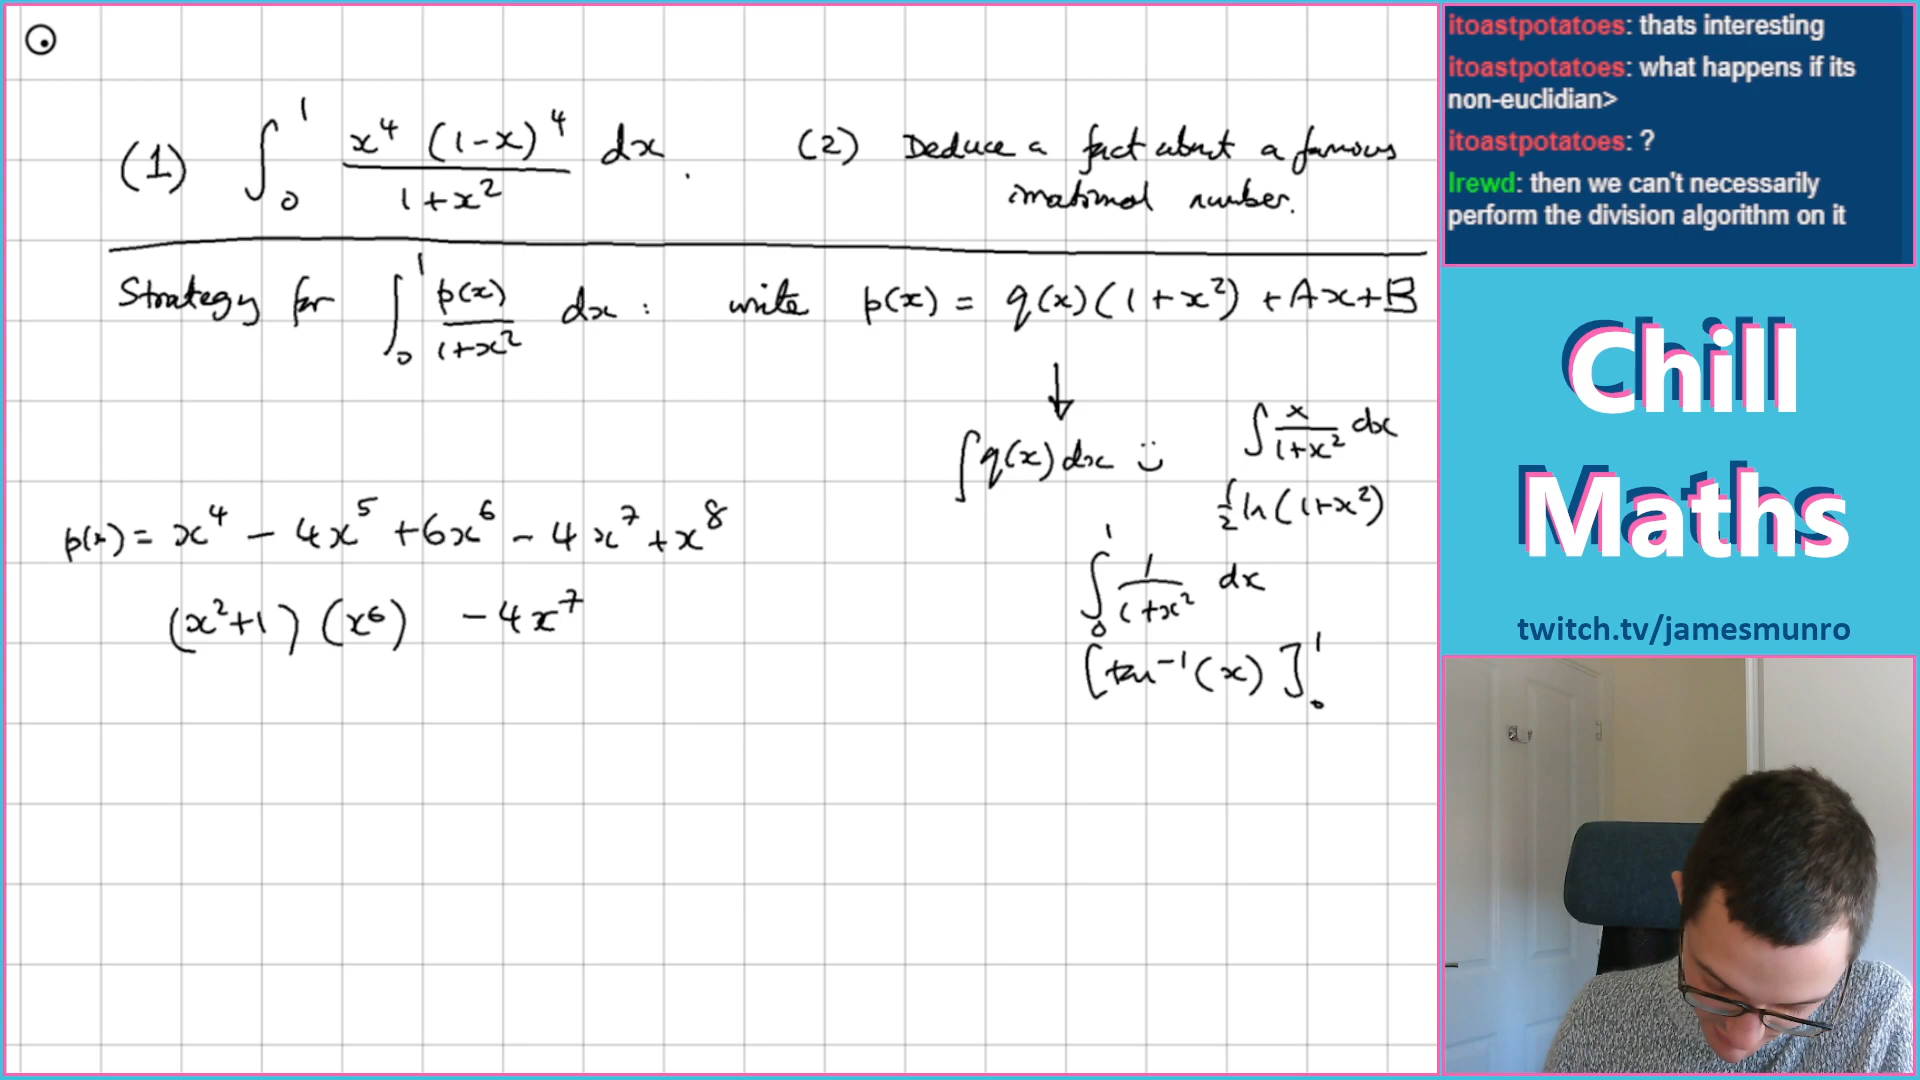 (1) ∫₀¹ x⁴ (1-x)⁴ / 1+x² dx . (2) Deduce a fact about a famous
irrational number.
Strategy for ∫₀¹ p(x) / 1+x² dx : write p(x) = q(x)(1+x²) + Ax+B
↓
∫q(x)dx ∫ x / 1+x² dx
½ ln(1+x²)
p(x) = x⁴ - 4x⁵ + 6x⁶ - 4x⁷ + x⁸
∫₀¹ 1 / 1+x² dx
(x²+1) (x⁶) - 4x⁷
[tan⁻¹(x)]₀¹
itoastpotatoes: thats interesting
itoastpotatoes: what happens if its
non-euclidian>
itoastpotatoes: ?
lrewd: then we can't necessarily
perform the division algorithm on it
Chill
Maths
twitch.tv/jamesmunro